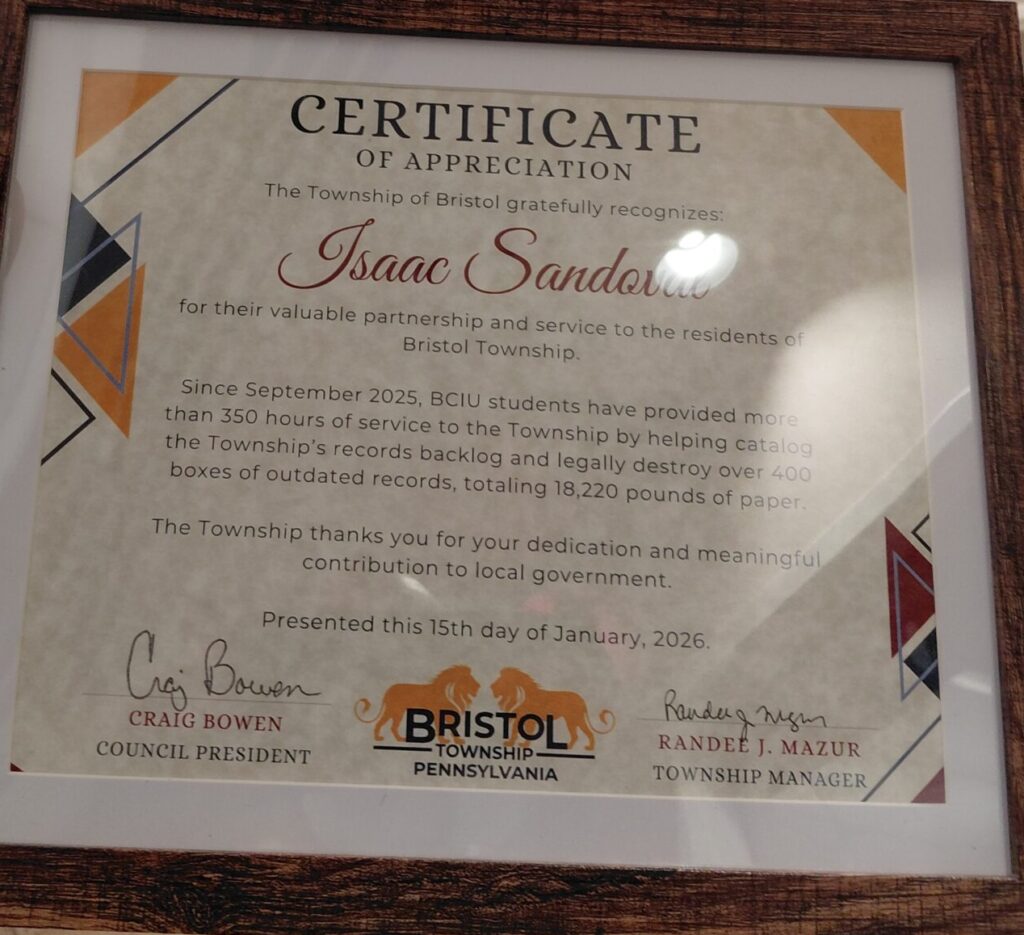 CERTIFICATE
OF APPRECIATION
The Township of Bristol gratefully recognizes:
Isaac Sandoval
for their valuable partnership and service to the residents of
Bristol Township.
Since September 2025, BCIU students have provided more
than 350 hours of service to the Township by helping catalog
the Township's records backlog and legally destroy over 400
boxes of outdated records, totaling 18,220 pounds of paper.
The Township thanks you for your dedication and meaningful
contribution to local government.
Presented this 15th day of January, 2026.
Craig Bowen
CRAIG BOWEN
COUNCIL PRESIDENT
BRISTOL
TOWNSHIP
PENNSYLVANIA
Randee J. Mazur
RANDEE J. MAZUR
TOWNSHIP MANAGER